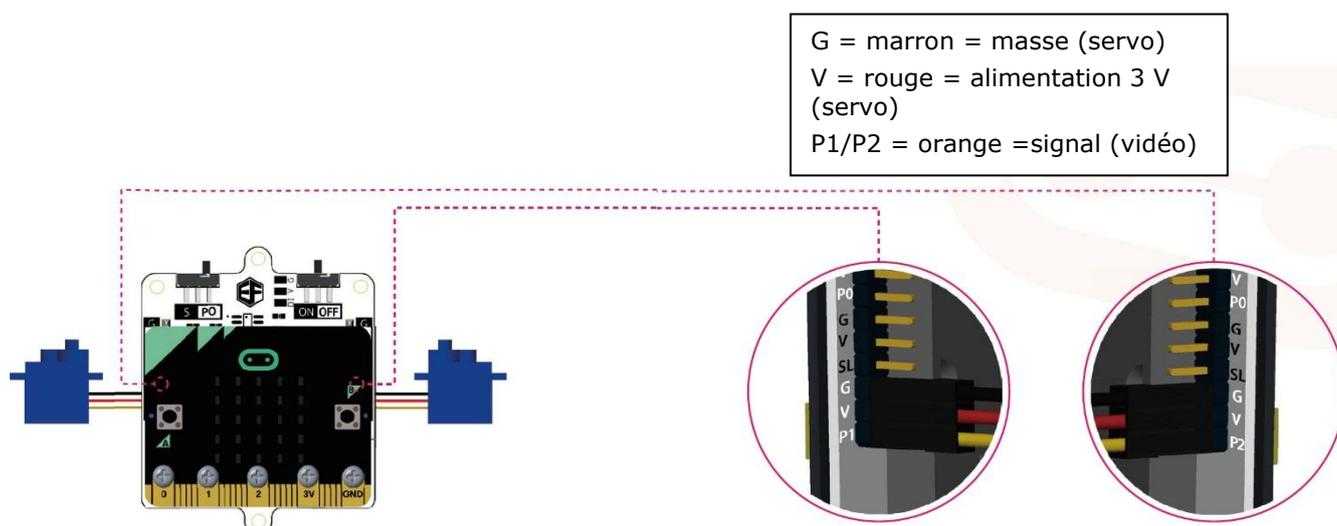 G = marron = masse (servo)
V = rouge = alimentation 3 V
(servo)
P1/P2 = orange =signal (vidéo)
G
V
DI
S PO
ON OFF
G
G
B
A
0 1 2 3V GND
P0
G
V
SL
G
V
P1
V
P0
G
V
SL
G
V
P2